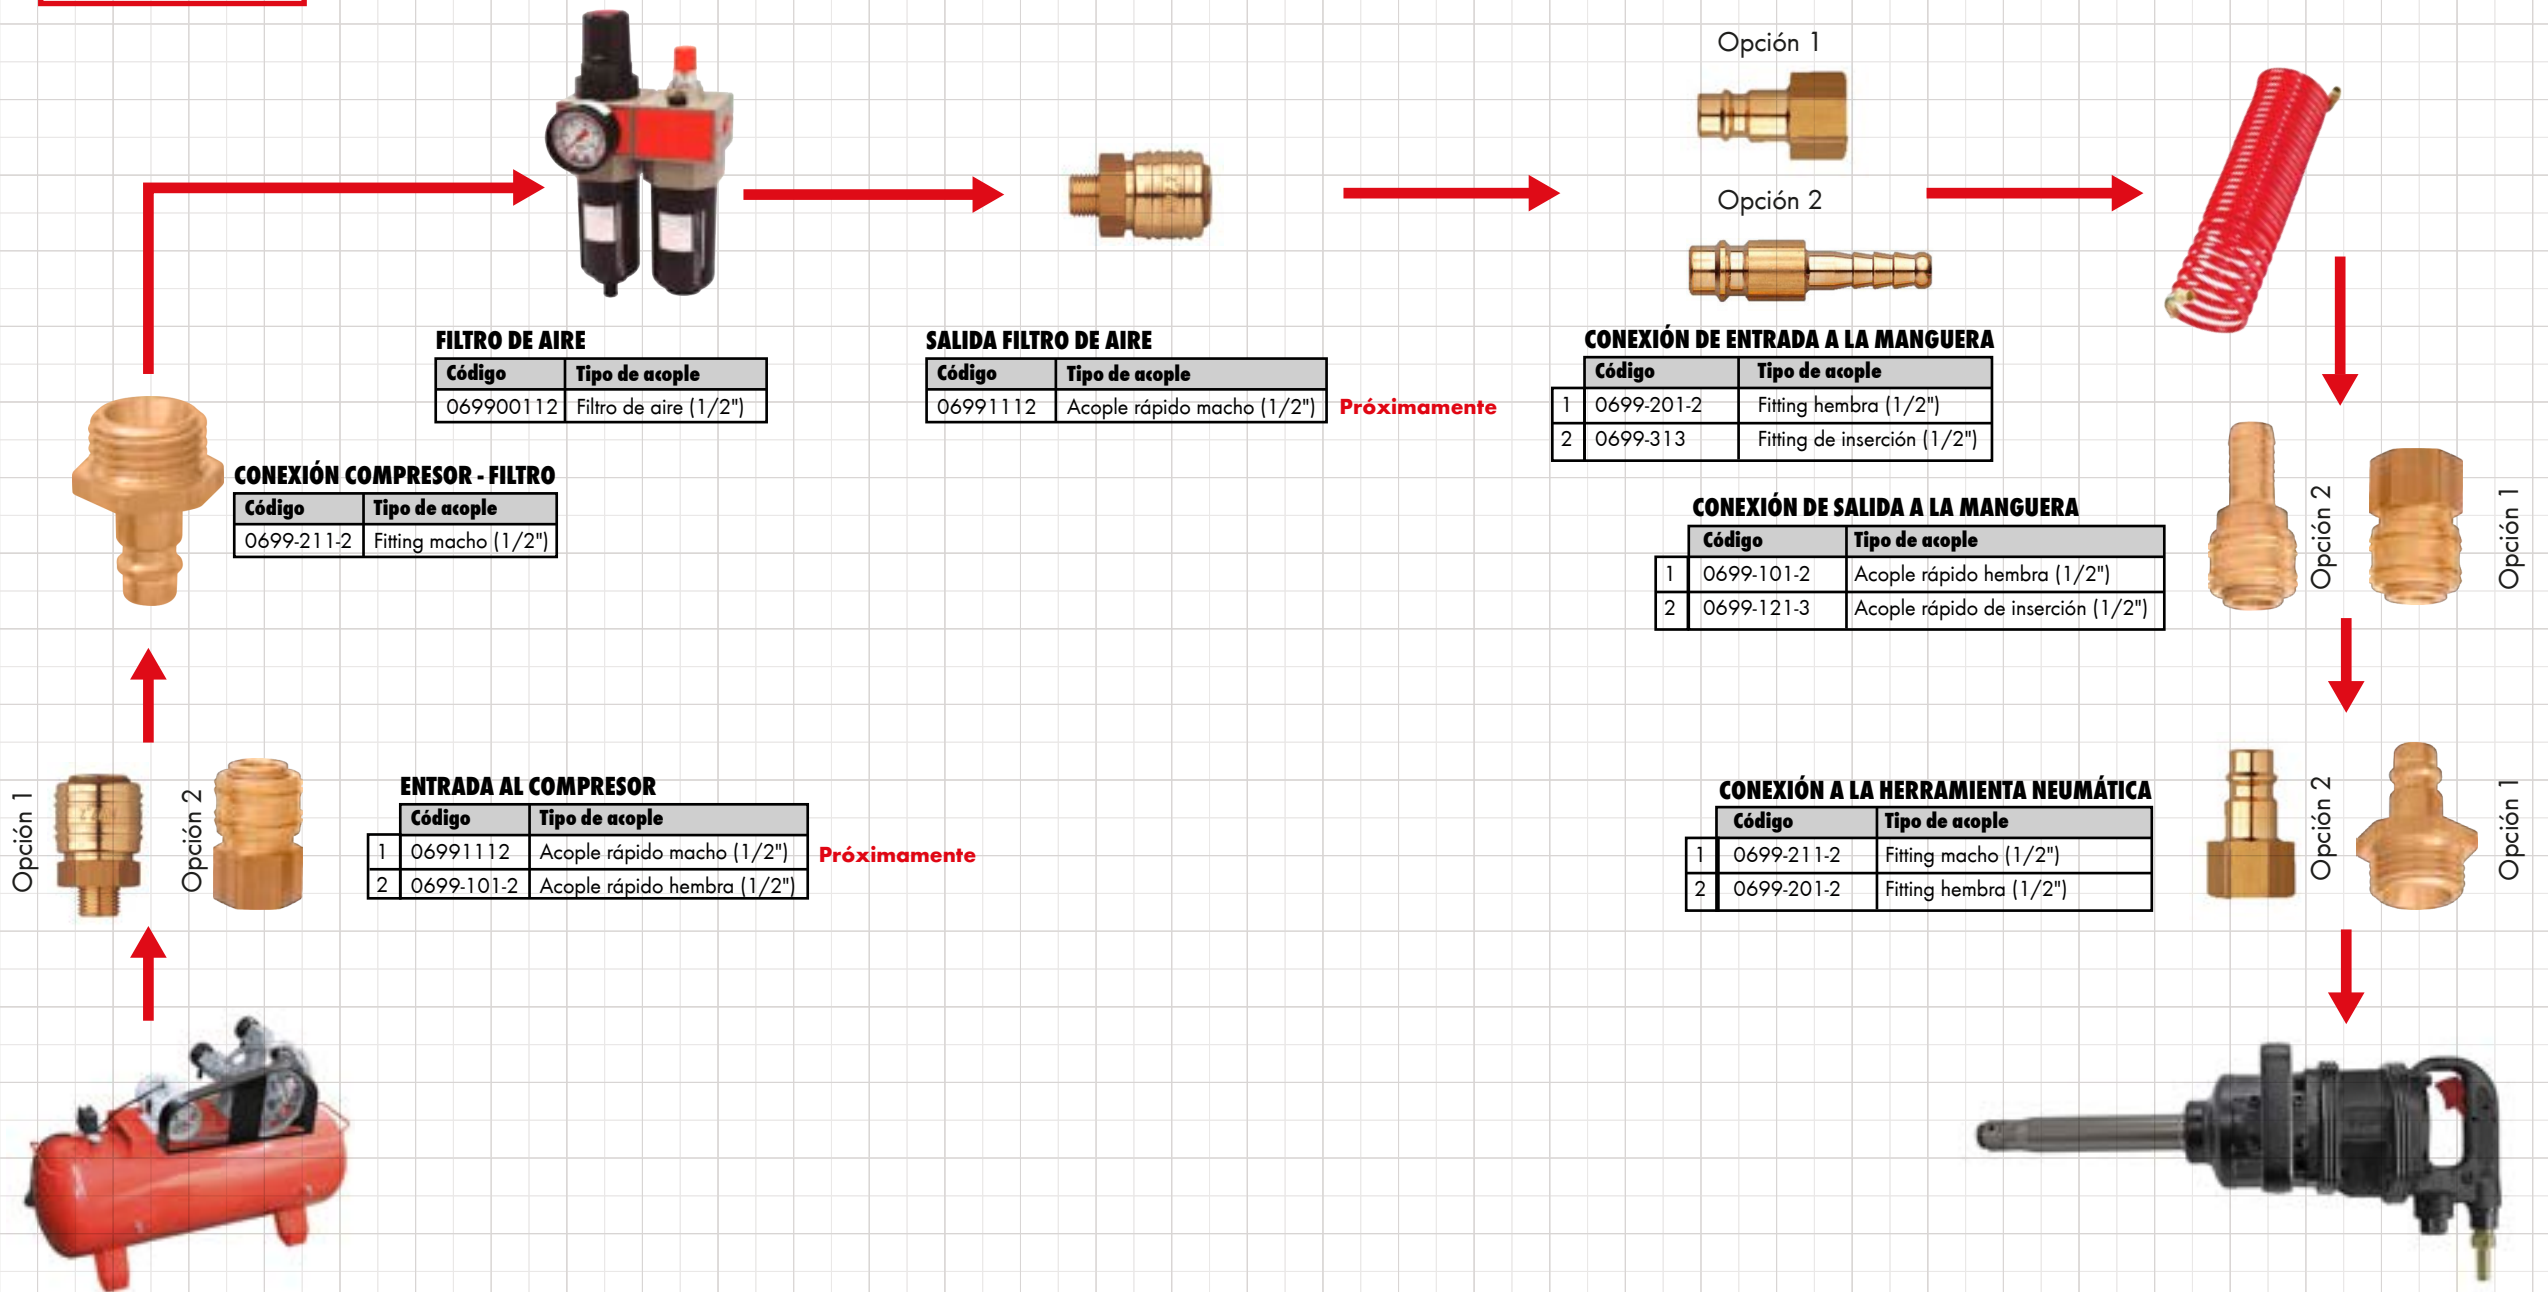 Opción 1
Opción 2
FILTRO DE AIRE
Código Tipo de acople
069900112 Filtro de aire (1/2")
SALIDA FILTRO DE AIRE
Código Tipo de acople
06991112 Acople rápido macho (1/2") Próximamente
CONEXIÓN DE ENTRADA A LA MANGUERA
Código Tipo de acople
1 0699-201-2 Fitting hembra (1/2")
2 0699-313 Fitting de inserción (1/2")
CONEXIÓN COMPRESOR - FILTRO
Código Tipo de acople
0699-211-2 Fitting macho (1/2")
CONEXIÓN DE SALIDA A LA MANGUERA
Código Tipo de acople
1 0699-101-2 Acople rápido hembra (1/2")
2 0699-121-3 Acople rápido de inserción (1/2")
Opción 2
Opción 1
Opción 1
Opción 2
ENTRADA AL COMPRESOR
Código Tipo de acople
1 06991112 Acople rápido macho (1/2") Próximamente
2 0699-101-2 Acople rápido hembra (1/2")
CONEXIÓN A LA HERRAMIENTA NEUMÁTICA
Código Tipo de acople
1 0699-211-2 Fitting macho (1/2")
2 0699-201-2 Fitting hembra (1/2")
Opción 2
Opción 1